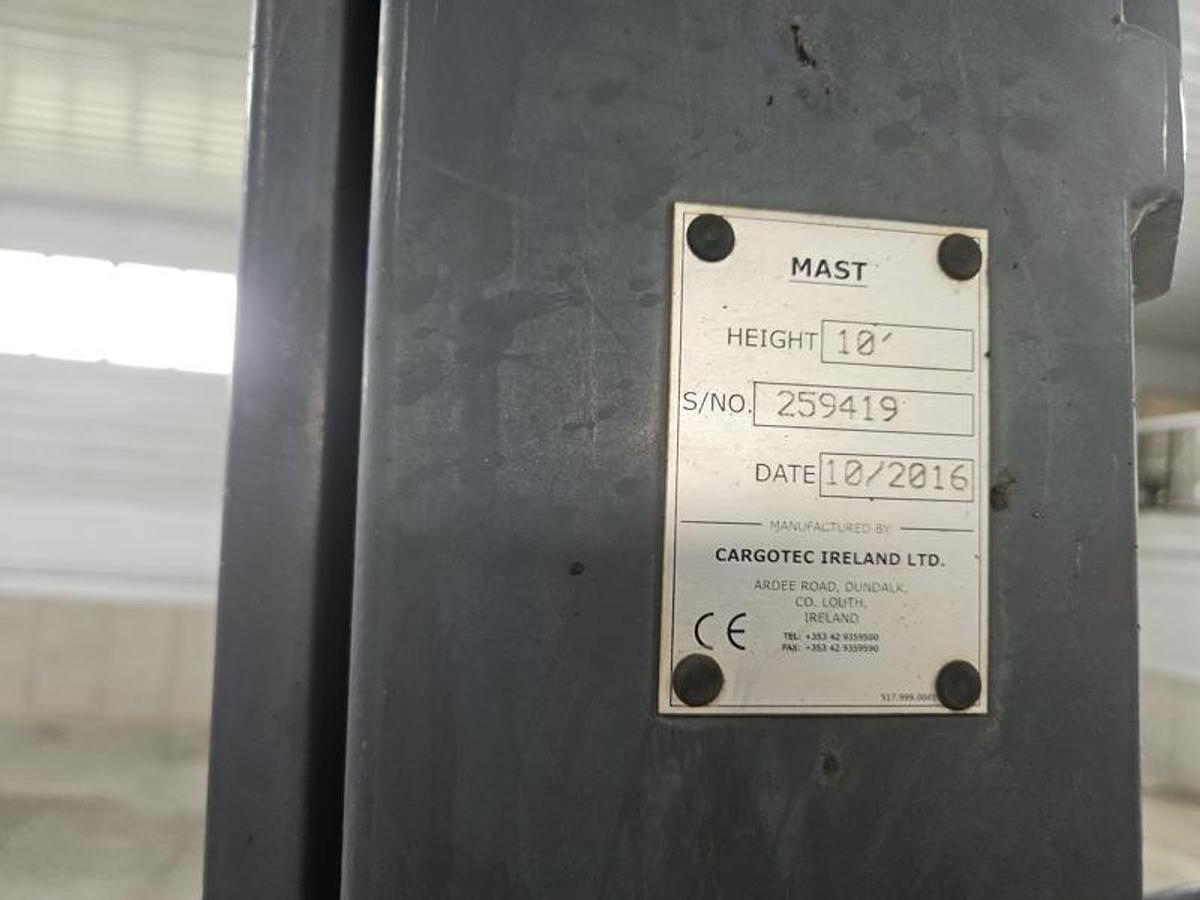 MAST
HEIGHT 10'
S/NO. 259419
DATE 10/2016
MANUFACTURED BY:
CARGOTEC IRELAND LTD.
ARDEE ROAD, DUNDALK,
CO. LOUTH,
IRELAND
CE
TEL: +353 42 9359500
FAX: +353 42 9359590